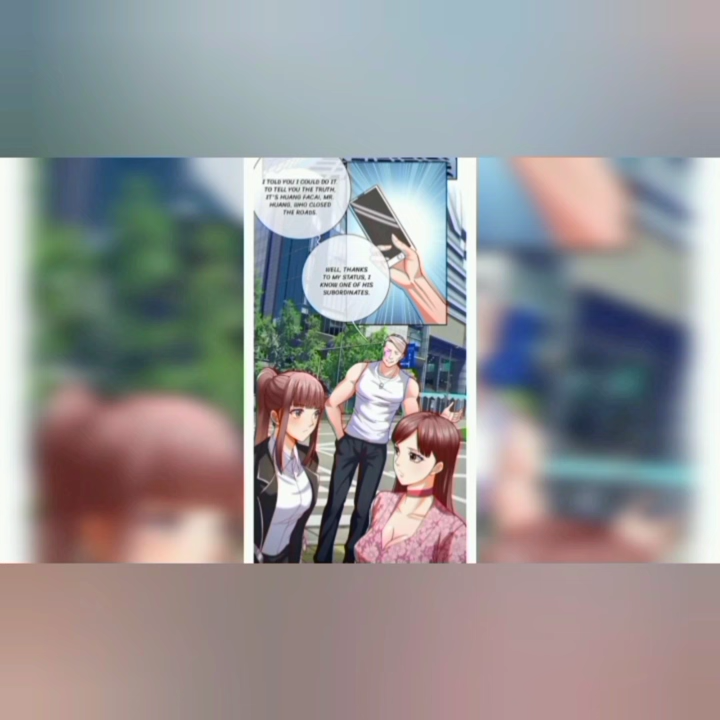 I TOLD YOU I COULD DO IT.
TO TELL YOU THE TRUTH,
IT'S HUANG FACAI, MR.
HUANG, WHO CLOSED
THE ROADS.
WELL, THANKS
TO MY STATUS, I
KNOW ONE OF HIS
SUBORDINATES.